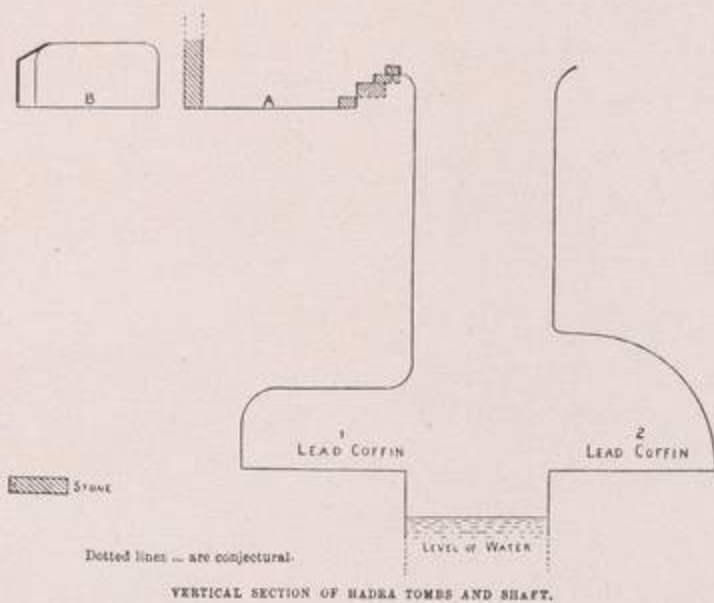 B
A
1
LEAD COFFIN
2
LEAD COFFIN
STONE
LEVEL OF WATER
Dotted lines ... are conjectural.
VERTICAL SECTION OF HADRA TOMBS AND SHAFT.